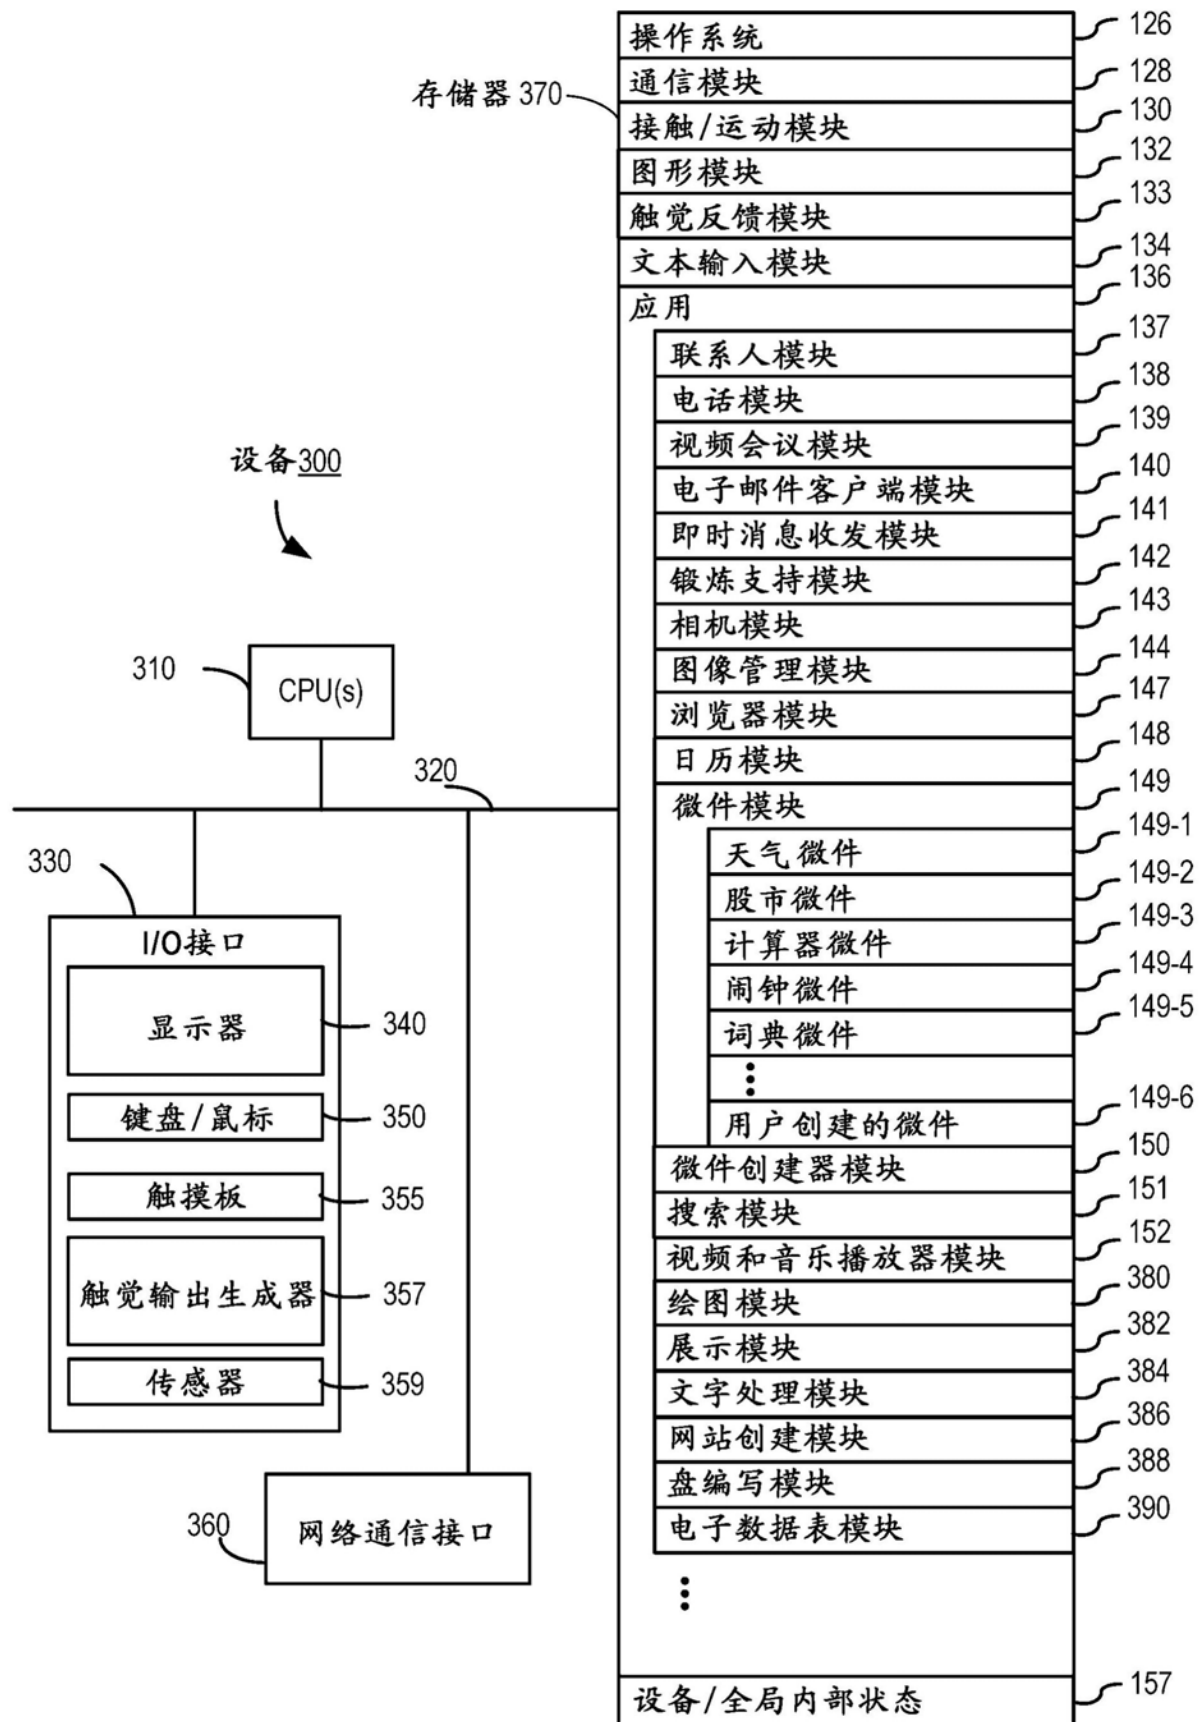 操作系统 126
通信模块 128
存储器 370
接触/运动模块 130
图形模块 132
触觉反馈模块 133
文本输入模块 134
应用 136
联系人模块 137
电话模块 138
视频会议模块 139
电子邮件客户端模块 140
即时消息收发模块 141
锻炼支持模块 142
相机模块 143
图像管理模块 144
浏览器模块 147
日历模块 148
微件模块 149
天气微件 149-1
股市微件 149-2
计算器微件 149-3
闹钟微件 149-4
词典微件 149-5
用户创建的微件 149-6
微件创建器模块 150
搜索模块 151
视频和音乐播放器模块 152
绘图模块 380
展示模块 382
文字处理模块 384
网站创建模块 386
盘编写模块 388
电子数据表模块 390
设备/全局内部状态 157
设备300
310
CPU(s)
320
330
I/O接口
显示器 340
键盘/鼠标 350
触摸板 355
触觉输出生成器 357
传感器 359
360
网络通信接口